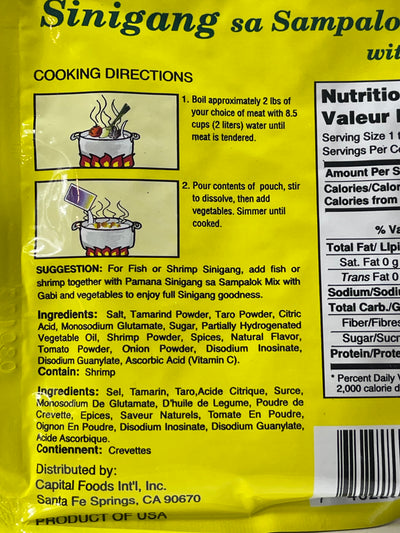 Sinigang sa Sampalo
wit
COOKING DIRECTIONS
1. Boil approximately 2 lbs of
your choice of meat with 8.5
cups (2 liters) water until
meat is tendered.
2. Pour contents of pouch, stir
to dissolve, then add
vegetables. Simmer until
cooked.
SUGGESTION: For Fish or Shrimp Sinigang, add fish or
shrimp together with Pamana Sinigang sa Sampalok Mix with
Gabi and vegetables to enjoy full Sinigang goodness.
Ingredients: Salt, Tamarind Powder, Taro Powder, Citric
Acid, Monosodium Glutamate, Sugar, Partially Hydrogenated
Vegetable Oil, Shrimp Powder, Spices, Natural Flavor,
Tomato Powder, Onion Powder, Disodium Inosinate,
Disodium Guanylate, Ascorbic Acid (Vitamin C).
Contain: Shrimp
Ingredients: Sel, Tamarin, Taro,Acide Citrique, Surce,
Monosodium De Glutamate, D'huile de Legume, Poudre de
Crevette, Epices, Saveur Naturels, Tomate En Poudre,
Oignon En Poudre, Disodium Inosinate, Disodium Guanylate,
Acide Ascorbique.
Contiennent: Crevettes
Distributed by:
Capital Foods Int'l, Inc.
Santa Fe Springs, CA 90670
PRODUCT OF USA
Nutritio
Valeur
Serving Size 1
Servings Per Co
Amount Per S
Calories/Calor
Calories from
% Va
Total Fat/ Lipi
Sat. Fat 0 g
Trans Fat 0
Sodium/Sodi
Total Carb./G
Fiber/Fibres
Sugar/Sucr
Protein/Prote
* Percent Daily V
2,000 calorie d